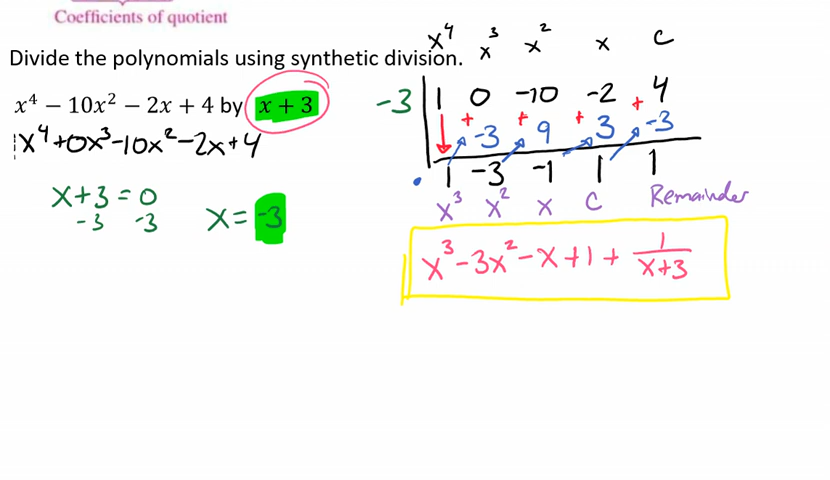 Coefficients of quotient
Divide the polynomials using synthetic division.
x⁴ − 10x² − 2x + 4 by x + 3
1x⁴+0x³-10x²-2x+4
x+3=0
-3 -3
x= -3
x⁴ x³ x² x C
-3 1 0 -10 -2 4
+ + + +
-3 9 3 -3
1 -3 -1 1 1
x³ x² x C Remainder
x³-3x²-x+1+ 1/(x+3)